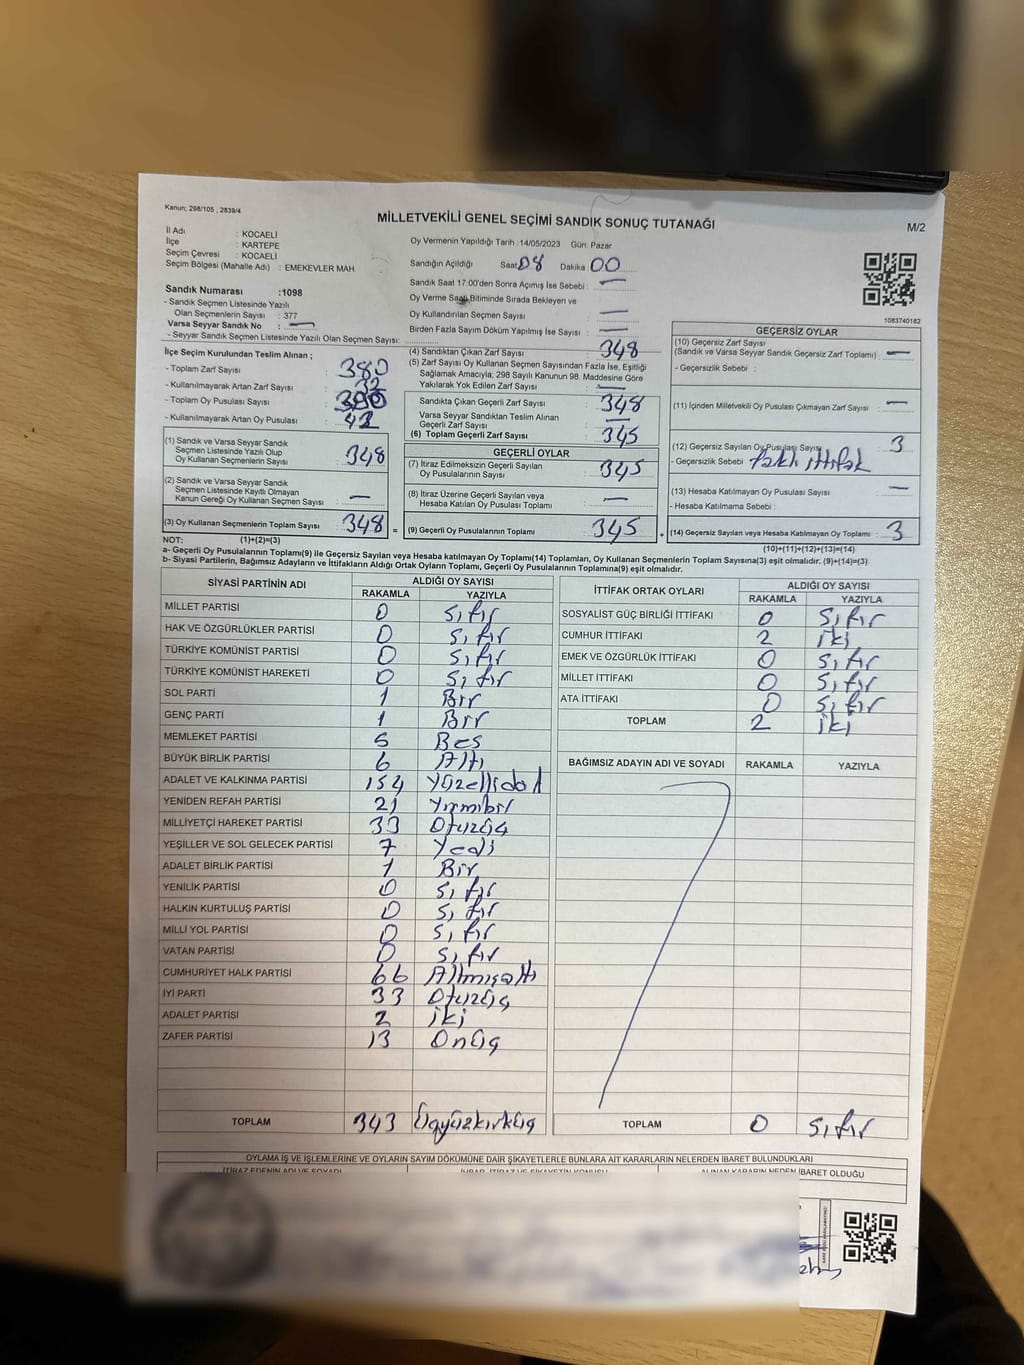 Kanun; 298/105 , 2839/4
MİLLETVEKİLİ GENEL SEÇİMİ SANDIK SONUÇ TUTANAĞI
M/2
İl Adı : KOCAELİ
İlçe : KARTEPE
Seçim Çevresi : KOCAELİ
Seçim Bölgesi (Mahalle Adı) : EMEKEVLER MAH
Sandık Numarası :1098
- Sandık Seçmen Listesinde Yazılı
Olan Seçmenlerin Sayısı : 377
Varsa Seyyar Sandık No : —
- Seyyar Sandık Seçmen Listesinde Yazılı Olan Seçmen Sayısı:
Oy Vermenin Yapıldığı Tarih :14/05/2023 Gün: Pazar
Sandığın Açıldığı Saat 08 Dakika 00
Sandık Saat 17.00'den Sonra Açımış İse Sebebi : —
Oy Verme Saati Bitiminde Sırada Bekleyen ve
Oy Kullandırılan Seçmen Sayısı : —
Birden Fazla Sayım Döküm Yapılmış İse Sayısı : —
1083740182
İlçe Seçim Kurulundan Teslim Alınan ;
- Toplam Zarf Sayısı : 380
- Kullanılmayarak Artan Zarf Sayısı : 32
- Toplam Oy Pusulası Sayısı : 390
- Kullanılmayarak Artan Oy Pusulası : 42
(1) Sandık ve Varsa Seyyar Sandık
Seçmen Listesinde Yazılı Olup
Oy Kullanan Seçmenlerin Sayısı : 348
(2) Sandık ve Varsa Seyyar Sandık
Seçmen Listesinde Kayıtlı Olmayan
Kanun Gereği Oy Kullanan Seçmen Sayısı : —
(3) Oy Kullanan Seçmenlerin Toplam Sayısı : 348 =
(4) Sandıktan Çıkan Zarf Sayısı : 348
(5) Zarf Sayısı Oy Kullanan Seçmen Sayısından Fazla İse, Eşitliği
Sağlamak Amacıyla, 298 Sayılı Kanunun 98. Maddesine Göre
Yakılarak Yok Edilen Zarf Sayısı : —
Sandıkta Çıkan Geçerli Zarf Sayısı : 348
Varsa Seyyar Sandıktan Teslim Alınan
Geçerli Zarf Sayısı : —
(6) Toplam Geçerli Zarf Sayısı : 345
GEÇERLİ OYLAR
(7) İtiraz Edilmeksizin Geçerli Sayılan
Oy Pusulalarının Sayısı : 345
(8) İtiraz Üzerine Geçerli Sayılan veya
Hesaba Katılan Oy Pusulası Toplamı : —
(9) Geçerli Oy Pusulalarının Toplamı : 345 +
GEÇERSİZ OYLAR
(10) Geçersiz Zarf Sayısı
(Sandık ve Varsa Seyyar Sandık Geçersiz Zarf Toplamı) : —
- Geçersizlik Sebebi :
(11) İçinden Milletvekili Oy Pusulası Çıkmayan Zarf Sayısı : —
(12) Geçersiz Sayılan Oy Pusulası Sayısı : 3
- Geçersizlik Sebebi : farklı ittifak
(13) Hesaba Katılmayan Oy Pusulası Sayısı : —
- Hesaba Katılmama Sebebi :
(14) Geçersiz Sayılan veya Hesaba Katılmayan Oy Toplamı : 3
NOT: (1)+(2)=(3)
(10)+(11)+(12)+(13)=(14)
a- Geçerli Oy Pusulalarının Toplamı(9) ile Geçersiz Sayılan veya Hesaba katılmayan Oy Toplamı(14) Toplamları, Oy Kullanan Seçmenlerin Toplam Sayısına(3) eşit olmalıdır. (9)+(14)=(3)
b- Siyasi Partilerin, Bağımsız Adayların ve İttifakların Aldığı Ortak Oyların Toplamı, Geçerli Oy Pusulalarının Toplamına(9) eşit olmalıdır.
SİYASİ PARTİNİN ADI
ALDIĞI OY SAYISI
RAKAMLA YAZIYLA
MİLLET PARTİSİ 0 Sıfır
HAK VE ÖZGÜRLÜKLER PARTİSİ 0 Sıfır
TÜRKİYE KOMÜNİST PARTİSİ 0 Sıfır
TÜRKİYE KOMÜNİST HAREKETİ 0 Sıfır
SOL PARTİ 1 Bir
GENÇ PARTİ 1 Bir
MEMLEKET PARTİSİ 5 Beş
BÜYÜK BİRLİK PARTİSİ 6 Altı
ADALET VE KALKINMA PARTİSİ 154 Yüzellidört
YENİDEN REFAH PARTİSİ 21 Yirmibir
MİLLİYETÇİ HAREKET PARTİSİ 33 Otuzüç
YEŞİLLER VE SOL GELECEK PARTİSİ 7 Yedi
ADALET BİRLİK PARTİSİ 1 Bir
YENİLİK PARTİSİ 0 Sıfır
HALKIN KURTULUŞ PARTİSİ 0 Sıfır
MİLLİ YOL PARTİSİ 0 Sıfır
VATAN PARTİSİ 0 Sıfır
CUMHURİYET HALK PARTİSİ 66 Altmışaltı
İYİ PARTİ 33 Otuzüç
ADALET PARTİSİ 2 iki
ZAFER PARTİSİ 13 Onüç
TOPLAM 343 Üçyüzkırküç
İTTİFAK ORTAK OYLARI
ALDIĞI OY SAYISI
RAKAMLA YAZIYLA
SOSYALİST GÜÇ BİRLİĞİ İTTİFAKI 0 Sıfır
CUMHUR İTTİFAKI 2 iki
EMEK VE ÖZGÜRLÜK İTTİFAKI 0 Sıfır
MİLLET İTTİFAKI 0 Sıfır
ATA İTTİFAKI 0 Sıfır
TOPLAM 2 iki
BAĞIMSIZ ADAYIN ADI VE SOYADI RAKAMLA YAZIYLA
TOPLAM 0 Sıfır
OYLAMA İŞ VE İŞLEMLERİNE VE OYLARIN SAYIM DÖKÜMÜNE DAİR ŞİKAYETLERLE BUNLARA AİT KARARLARIN NELERDEN İBARET BULUNDUKLARI
İTİRAZ EDENİN ADI VE SOYADI İHBAR, İTİRAZ VE ŞİKAYETİN KONUSU ALINAN KARARIN NEDEN İBARET OLDUĞU